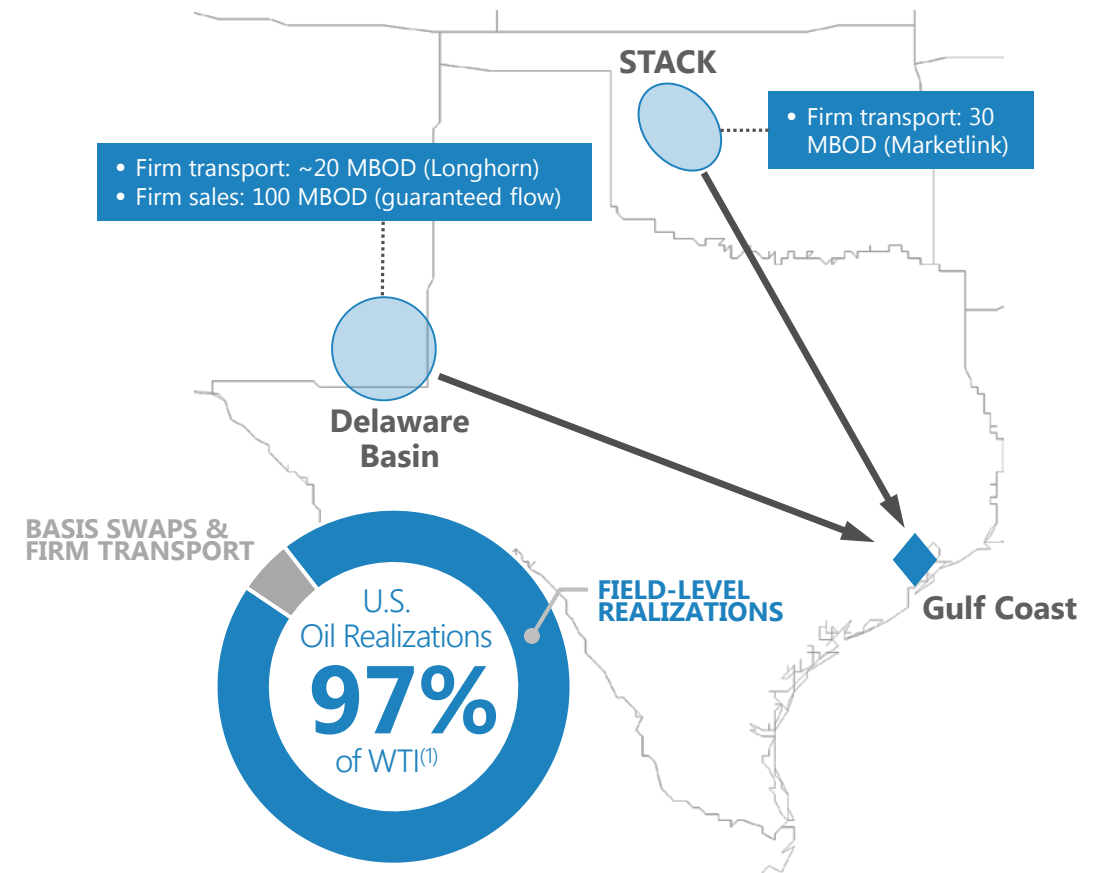 STACK
• Firm transport: 30
MBOD (Marketlink)
• Firm transport: ~20 MBOD (Longhorn)
• Firm sales: 100 MBOD (guaranteed flow)
Delaware
Basin
BASIS SWAPS &
FIRM TRANSPORT
U.S.
Oil Realizations
97%
of WTI(1)
FIELD-LEVEL
REALIZATIONS
Gulf Coast